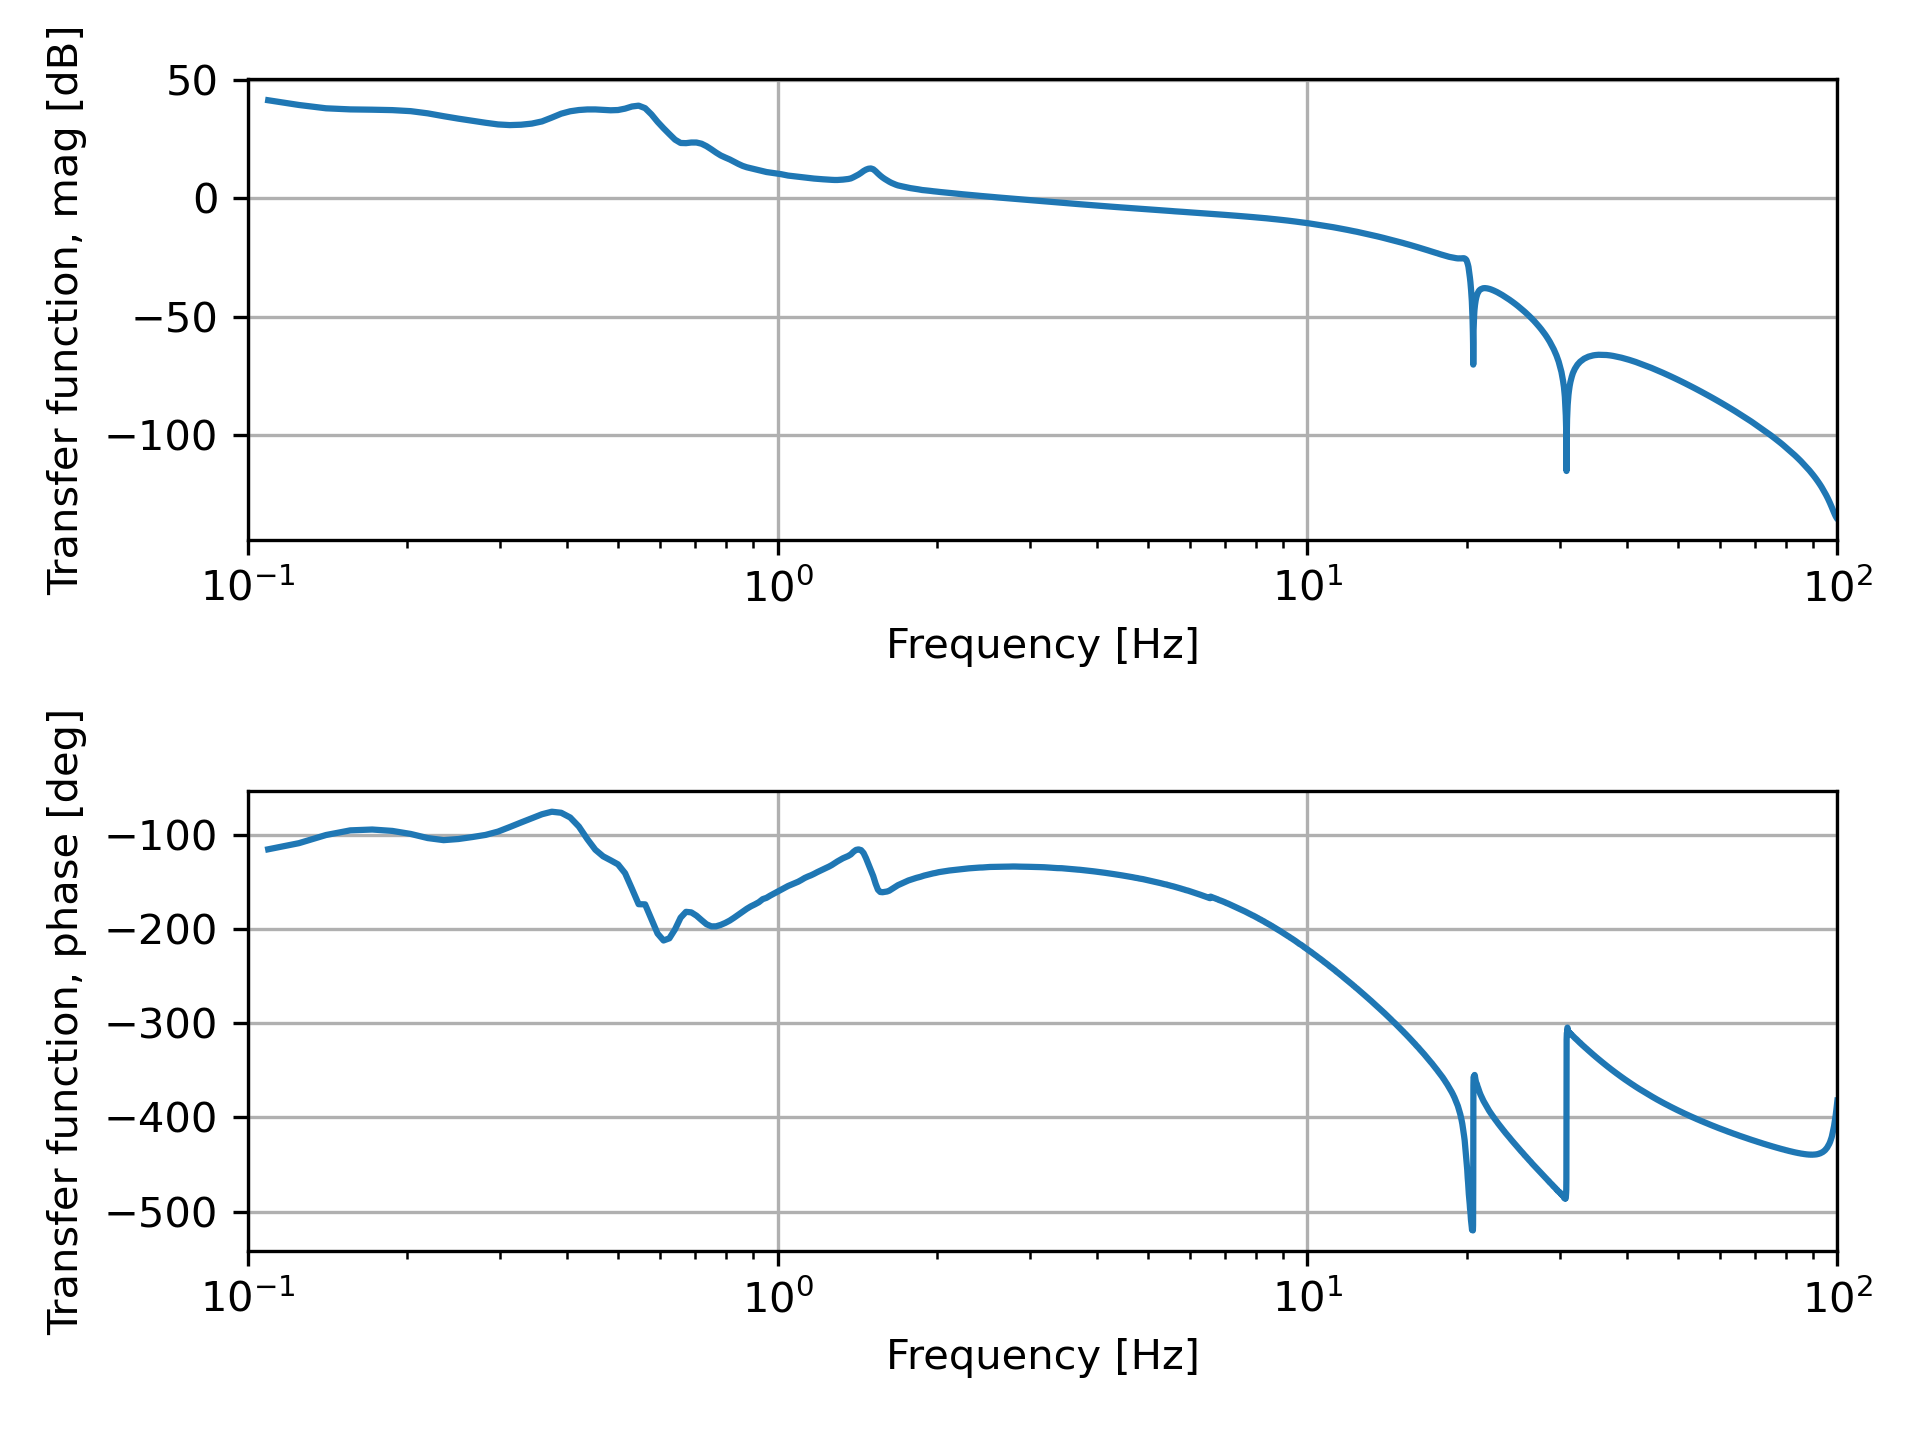 Transfer function, mag [dB]
50
0
−50
−100
10⁻¹ 10⁰ 10¹ 10²
Frequency [Hz]
Transfer function, phase [deg]
−100
−200
−300
−400
−500
10⁻¹ 10⁰ 10¹ 10²
Frequency [Hz]